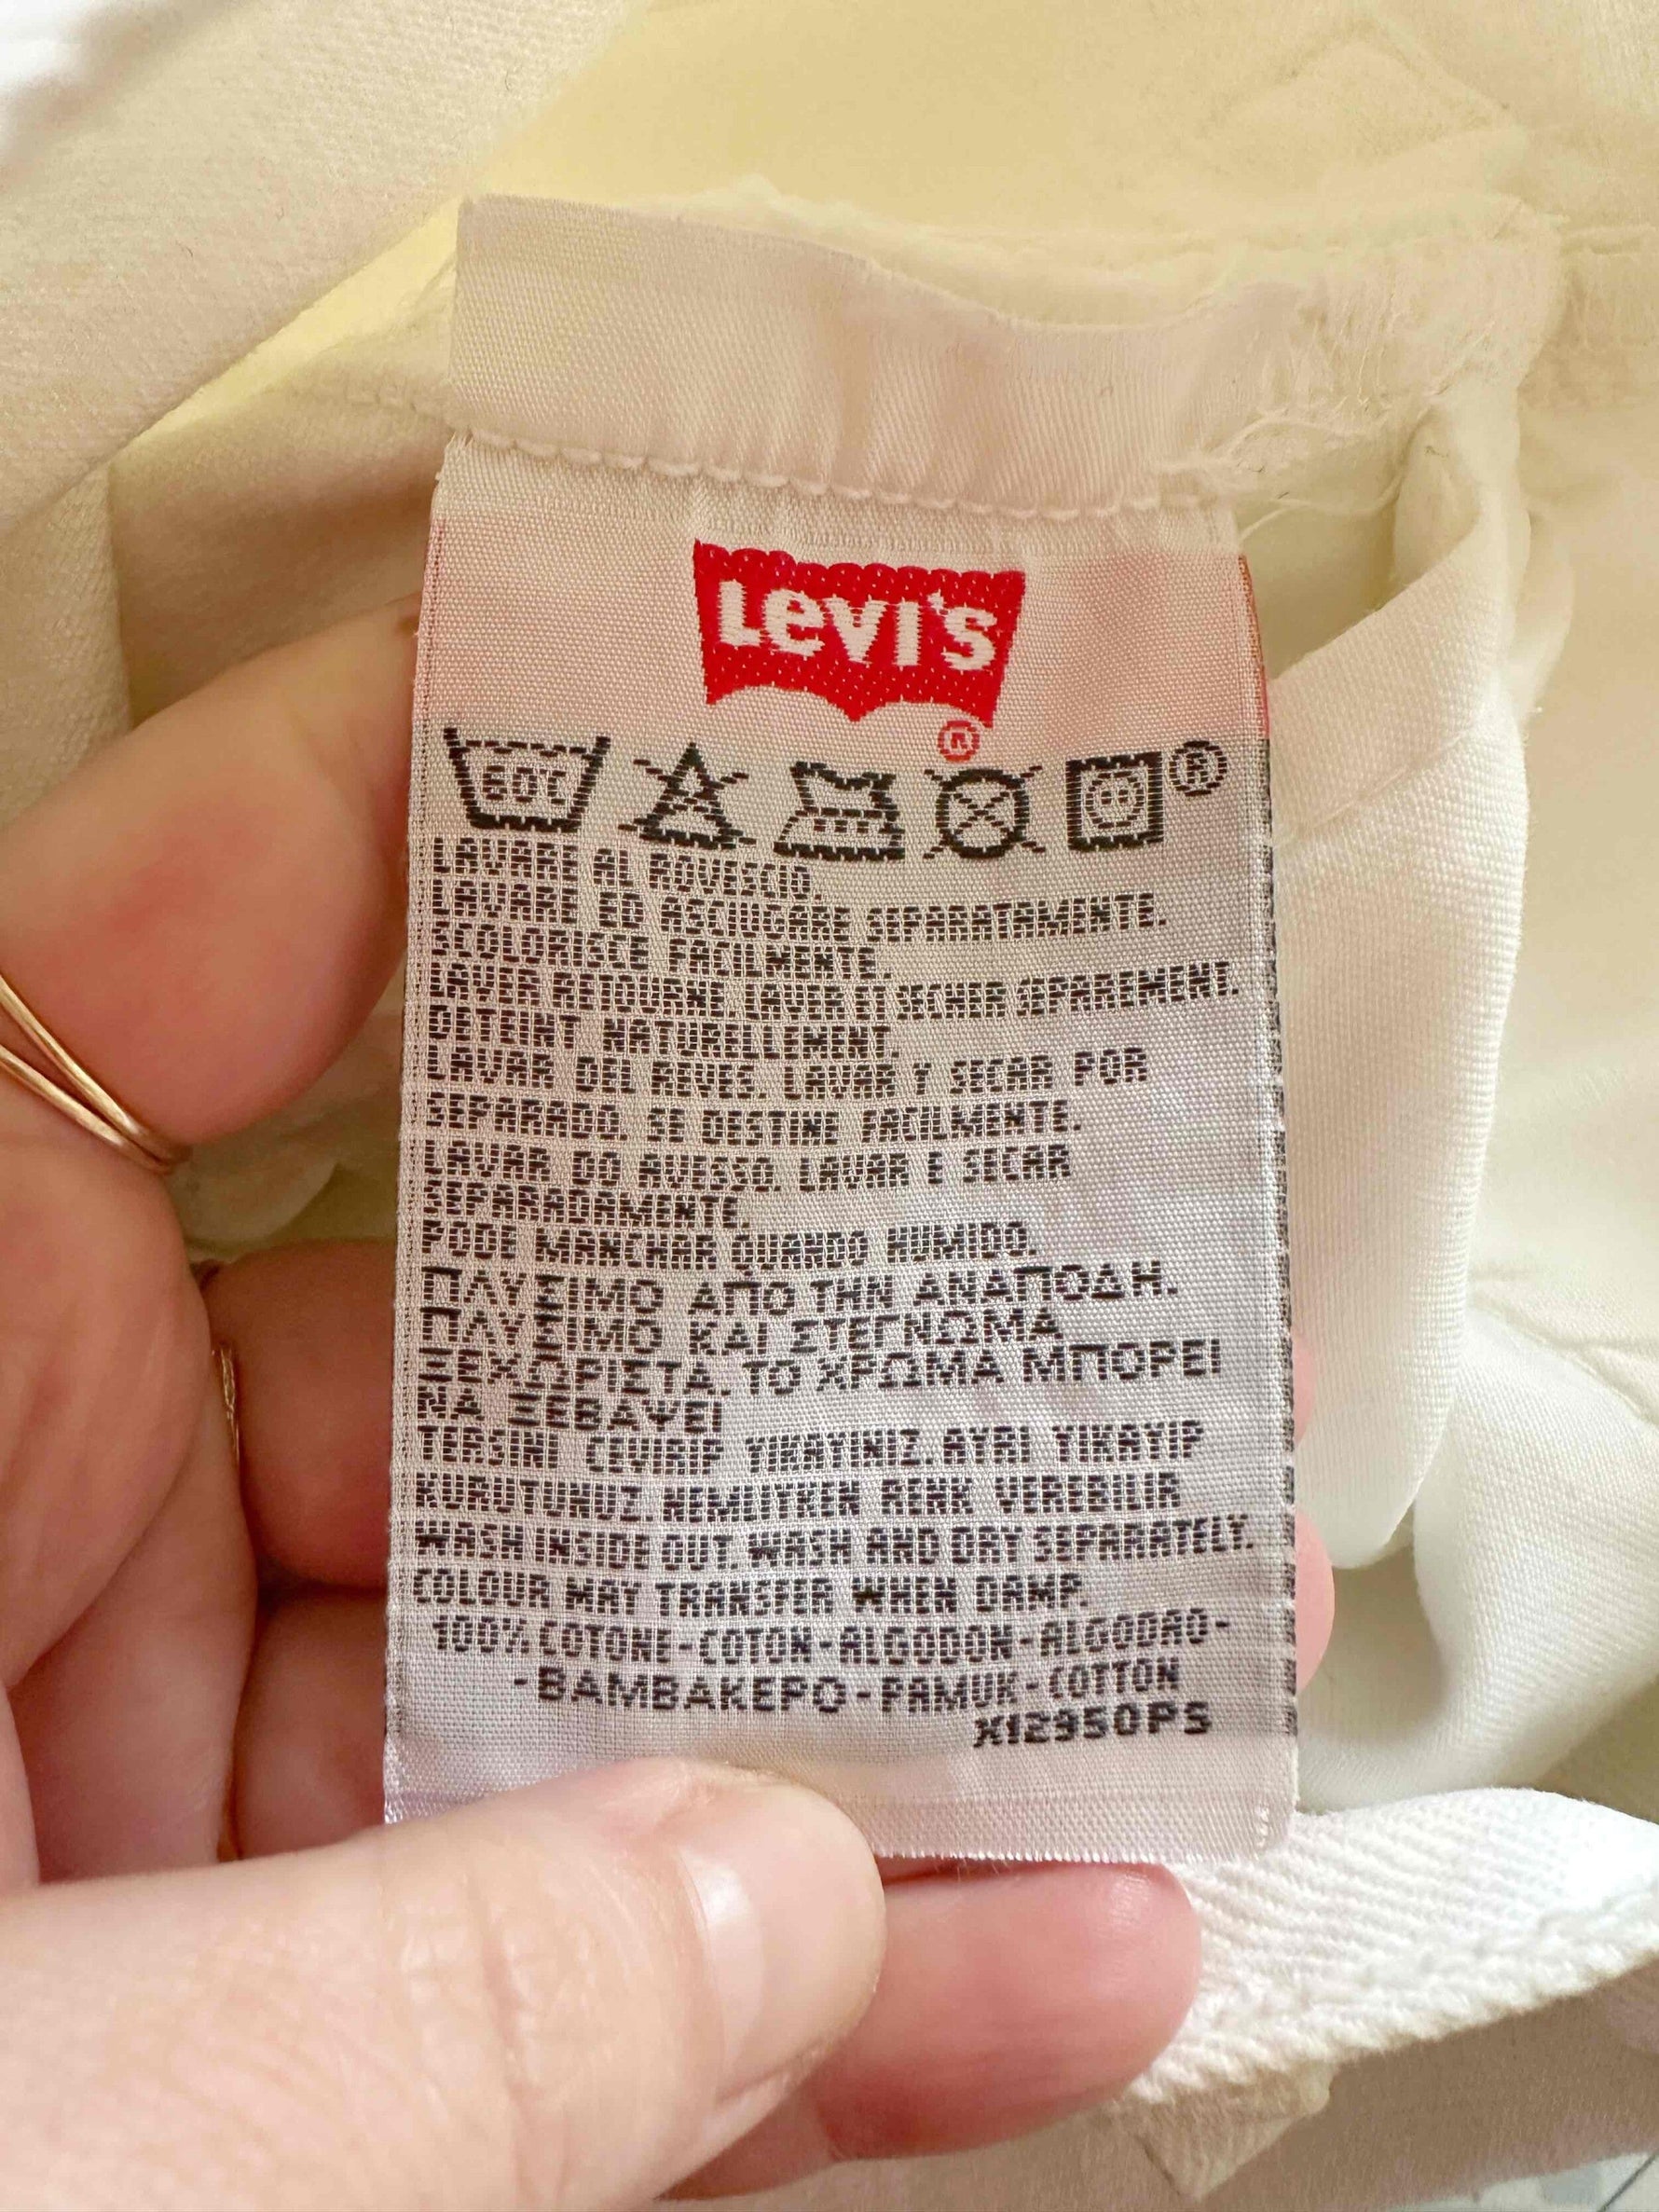 Levi's
®
60°C ®
LAVARE AL ROVESCIO.
LAVARE ED ASCIUGARE SEPARATAMENTE.
SCOLORISCE FACILMENTE.
LAVER RETOURNE. LAVER ET SECHER SEPAREMENT.
DETEINT NATURELLEMENT.
LAVAR DEL REVES. LAVAR Y SECAR POR
SEPARADO. SE DESTINE FACILMENTE.
LAVAR DO AVESSO. LAVAR E SECAR
SEPARADAMENTE.
PODE MANCHAR QUANDO HUMIDO.
ΠΛΥΣΙΜΟ ΑΠΟ ΤΗΝ ΑΝΑΠΟΔΗ.
ΠΛΥΣΙΜΟ ΚΑΙ ΣΤΕΓΝΩΜΑ
ΞΕΧΩΡΙΣΤΑ. ΤΟ ΧΡΩΜΑ ΜΠΟΡΕΙ
ΝΑ ΞΕΒΑΨΕΙ
TERSINI CEVIRIP YIKAYINIZ. AYRI YIKAYIP
KURUTUNUZ. NEMLIYKEN RENK VEREBILIR
WASH INSIDE OUT. WASH AND DRY SEPARATELY.
COLOUR MAY TRANSFER WHEN DAMP.
100% COTONE-COTON-ALGODON-ALGODAO-
-BAMBAKEPO-PAMUK-COTTON
X12950PS